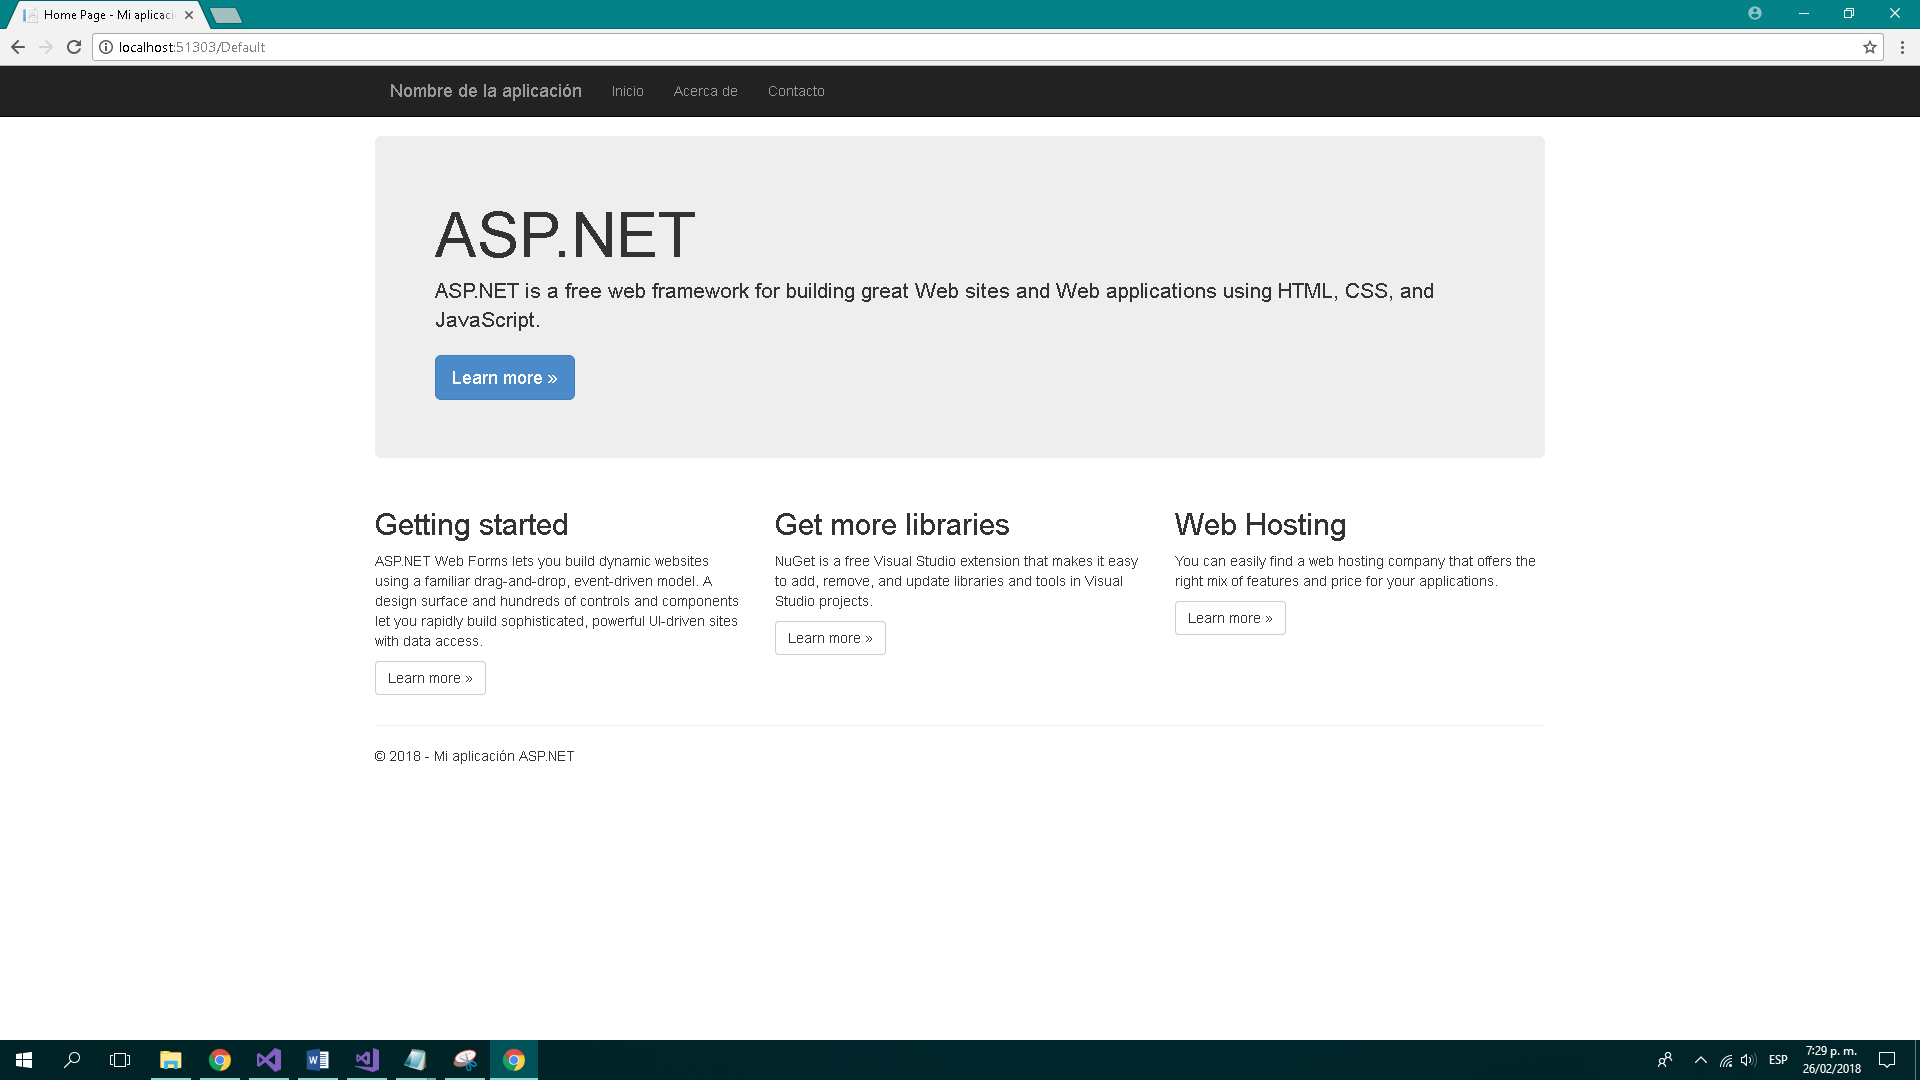 Home Page - Mi aplicaci
localhost:51303/Default
Nombre de la aplicación Inicio Acerca de Contacto
ASP.NET
ASP.NET is a free web framework for building great Web sites and Web applications using HTML, CSS, and
JavaScript.
Learn more »
Getting started
ASP.NET Web Forms lets you build dynamic websites
using a familiar drag-and-drop, event-driven model. A
design surface and hundreds of controls and components
let you rapidly build sophisticated, powerful UI-driven sites
with data access.
Learn more »
Get more libraries
NuGet is a free Visual Studio extension that makes it easy
to add, remove, and update libraries and tools in Visual
Studio projects.
Learn more »
Web Hosting
You can easily find a web hosting company that offers the
right mix of features and price for your applications.
Learn more »
© 2018 - Mi aplicación ASP.NET
ESP
7:29 p. m.
26/02/2018